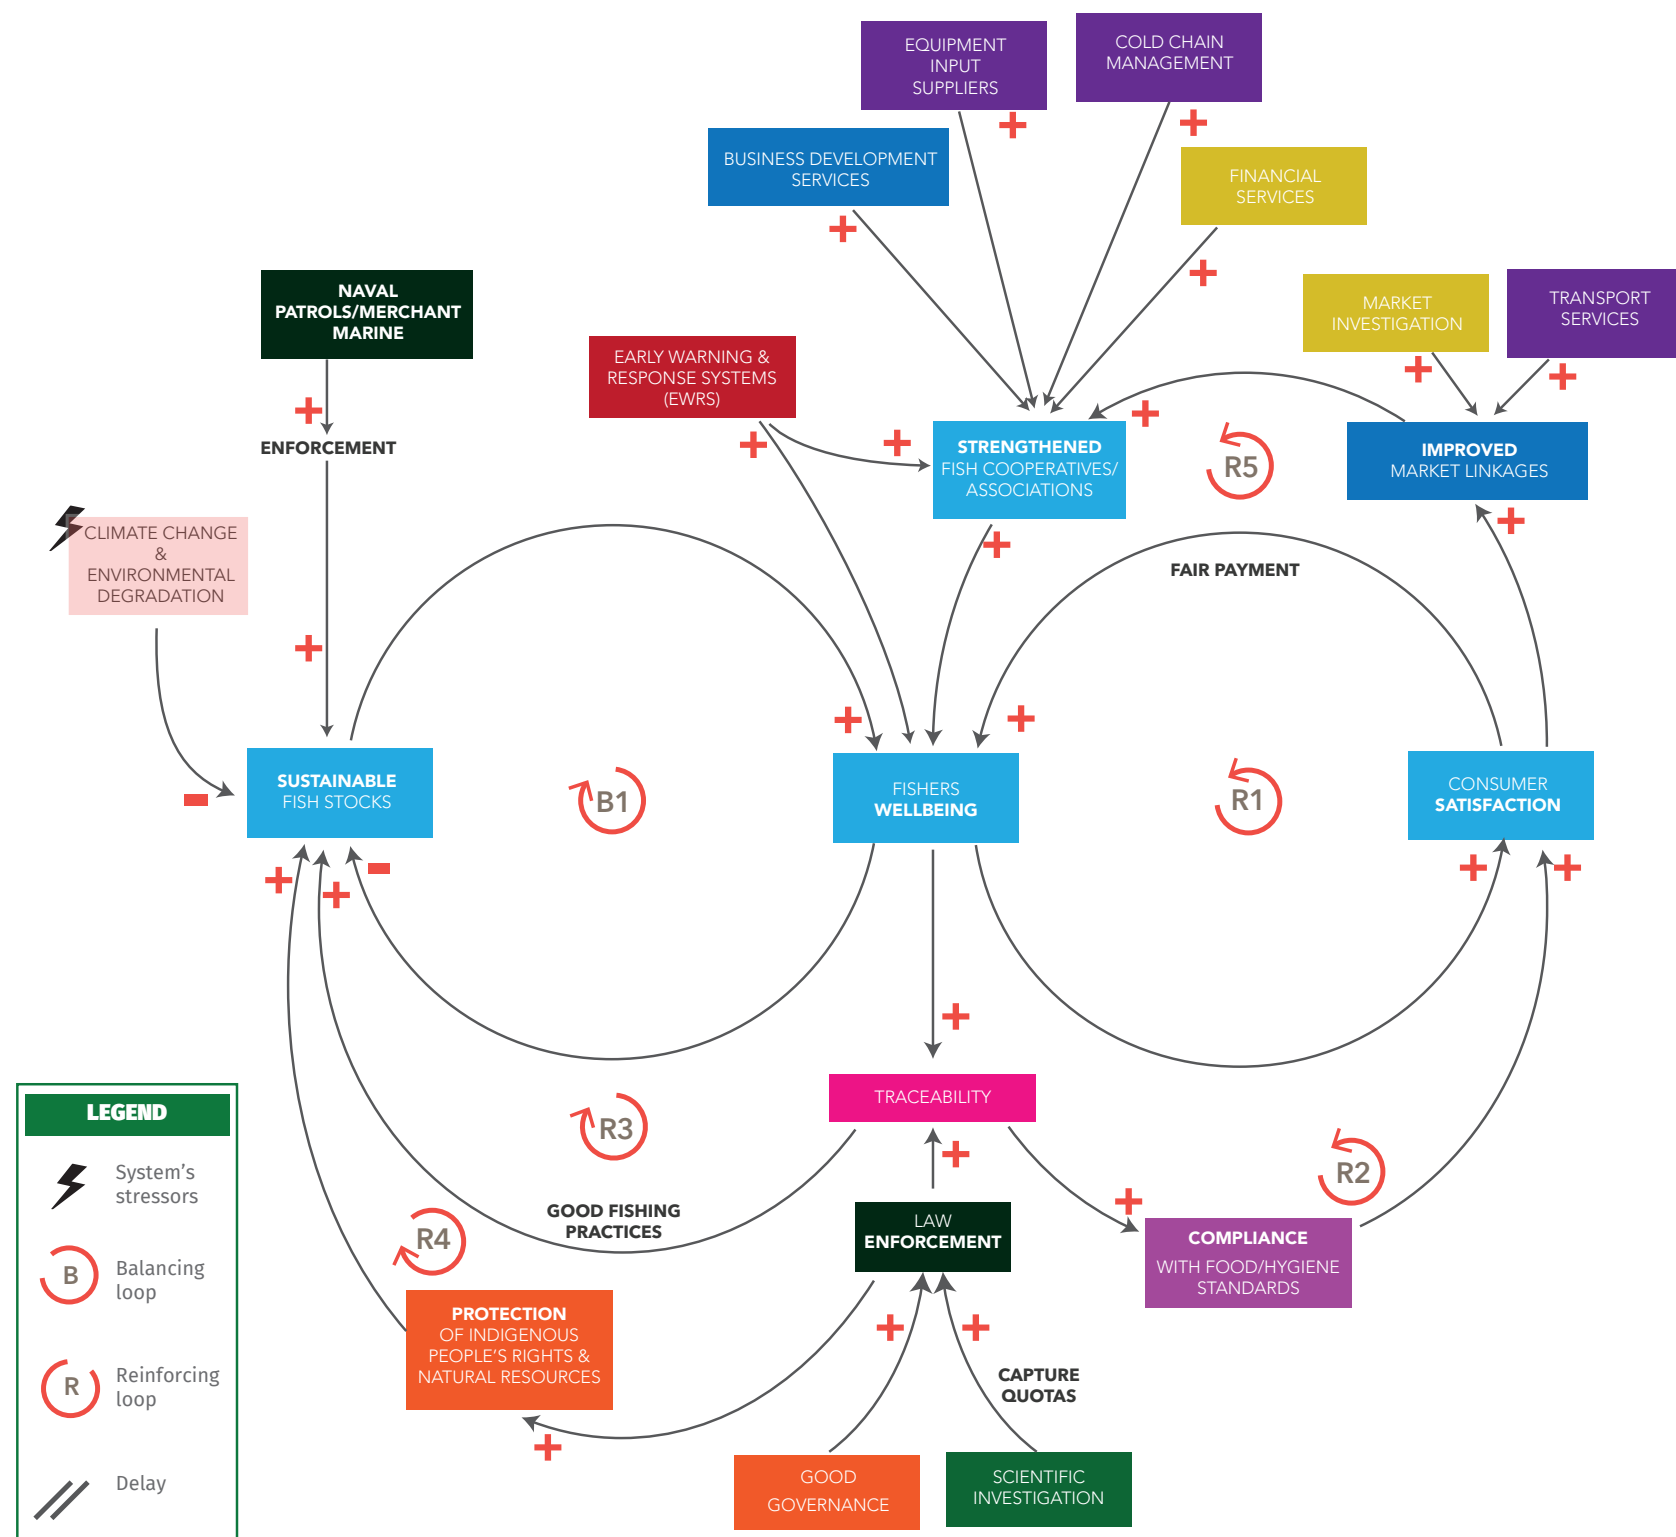 EQUIPMENT
INPUT
SUPPLIERS
COLD CHAIN
MANAGEMENT
BUSINESS DEVELOPMENT
SERVICES
FINANCIAL
SERVICES
NAVAL
PATROLS/MERCHANT
MARINE
MARKET
INVESTIGATION
TRANSPORT
SERVICES
EARLY WARNING &
RESPONSE SYSTEMS
(EWRS)
ENFORCEMENT
STRENGTHENED
FISH COOPERATIVES/
ASSOCIATIONS
R5
IMPROVED
MARKET LINKAGES
CLIMATE CHANGE
&
ENVIRONMENTAL
DEGRADATION
FAIR PAYMENT
SUSTAINABLE
FISH STOCKS
B1
FISHERS
WELLBEING
R1
CONSUMER
SATISFACTION
TRACEABILITY
R3
R2
GOOD FISHING
PRACTICES
R4
LAW
ENFORCEMENT
COMPLIANCE
WITH FOOD/HYGIENE
STANDARDS
PROTECTION
OF INDIGENOUS
PEOPLE'S RIGHTS &
NATURAL RESOURCES
CAPTURE
QUOTAS
GOOD
GOVERNANCE
SCIENTIFIC
INVESTIGATION
LEGEND
System's
stressors
B
Balancing
loop
R
Reinforcing
loop
Delay